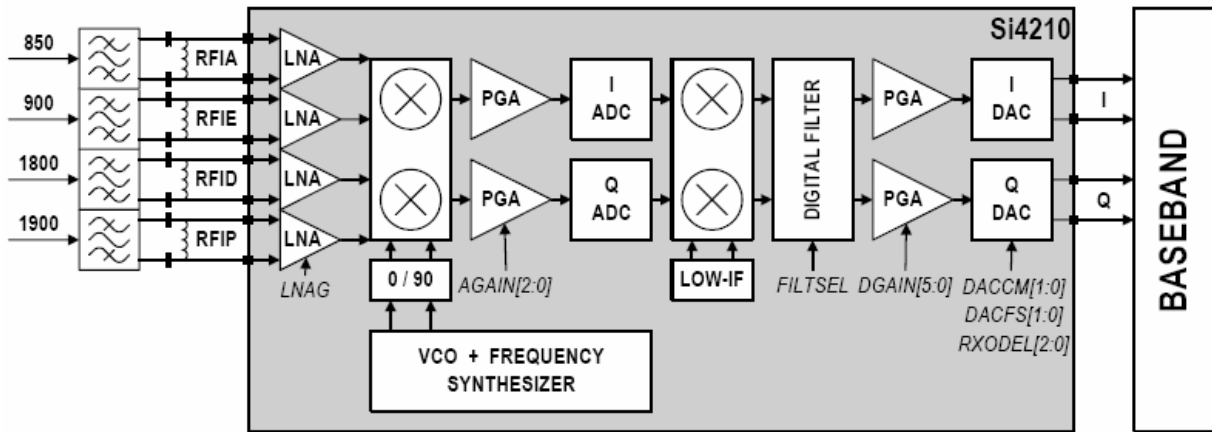 Si4210
850
RFIA
LNA
900
RFIE
LNA
1800
RFID
LNA
1900
RFIP
LNA
LNAG
PGA
PGA
AGAIN[2:0]
0 / 90
VCO + FREQUENCY
SYNTHESIZER
I
ADC
Q
ADC
LOW-IF
DIGITAL FILTER
FILTSEL
PGA
PGA
DGAIN[5:0]
I
DAC
Q
DAC
DACCM[1:0]
DACFS[1:0]
RXODEL[2:0]
I
Q
BASEBAND